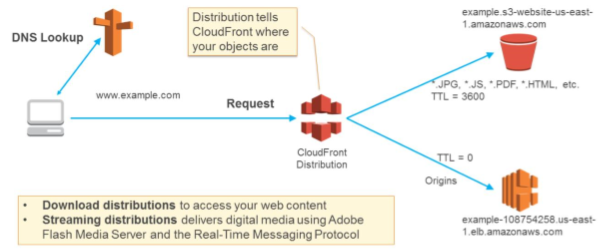 DNS Lookup
Distribution tells
CloudFront where
your objects are
example.s3-website-us-east-
1.amazonaws.com
www.example.com
Request
*.JPG, *.JS, *.PDF, *.HTML, etc.
TTL = 3600
CloudFront
Distribution
TTL = 0
Origins
example-108754258.us-east-
1.elb.amazonaws.com
• Download distributions to access your web content
• Streaming distributions delivers digital media using Adobe
Flash Media Server and the Real-Time Messaging Protocol